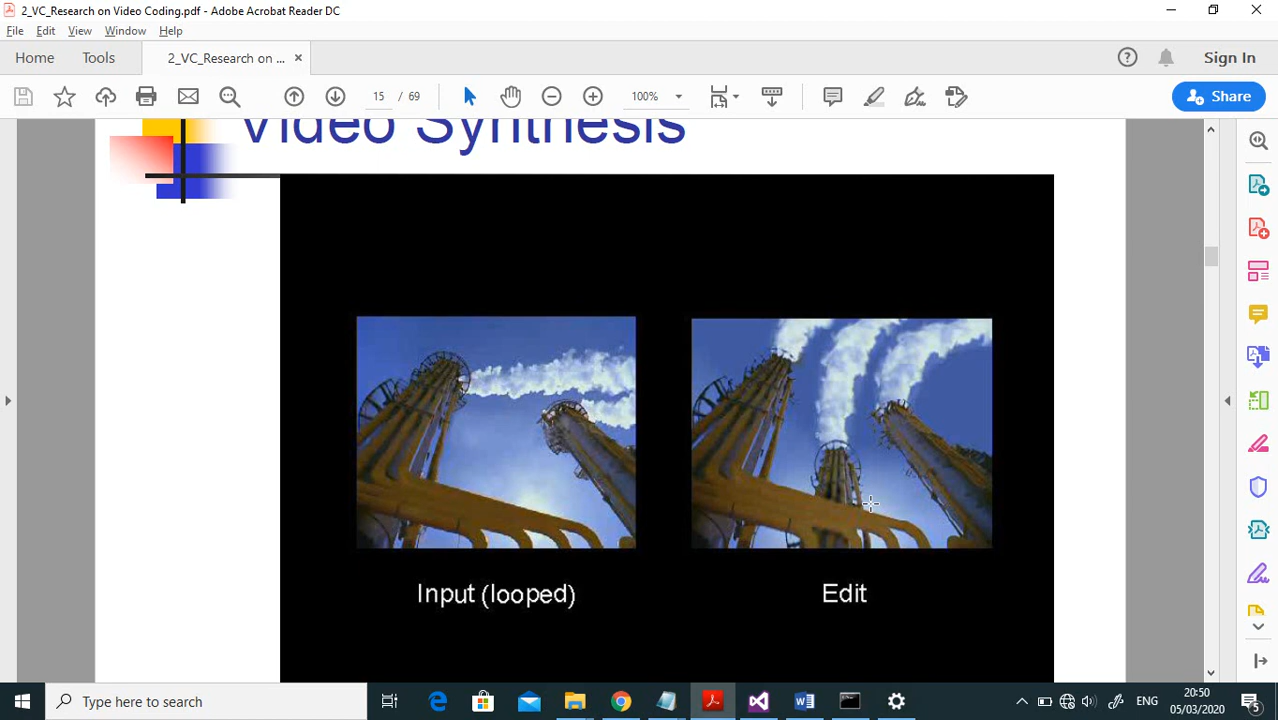 2_VC_Research on Video Coding.pdf - Adobe Acrobat Reader DC
File Edit View Window Help
Home Tools 2_VC_Research on ... × Sign In
15 / 69 100% Share
Video Synthesis
Input (looped) Edit
Type here to search ENG 20:50
05/03/2020 5